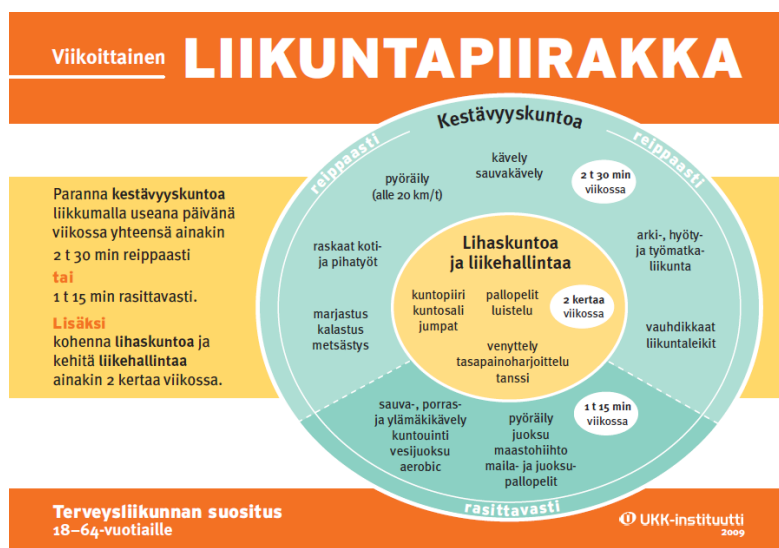 Viikoittainen LIIKUNTAPIIRAKKA
Paranna kestävyyskuntoa
liikkumalla useana päivänä
viikossa yhteensä ainakin
2 t 30 min reippaasti
tai
1 t 15 min rasittavasti.
Lisäksi
kohenna lihaskuntoa ja
kehitä liikehallintaa
ainakin 2 kertaa viikossa.
Kestävyyskuntoa
reippaasti
reippaasti
kävely
sauvakävely
2 t 30 min
viikossa
pyöräily
(alle 20 km/t)
raskaat koti-
ja pihatyöt
marjastus
kalastus
metsästys
arki-, hyöty-
ja työmatka-
liikunta
vauhdikkaat
liikuntaleikit
Lihaskuntoa
ja liikehallintaa
kuntopiiri
kuntosali
jumpat
pallopelit
luistelu
2 kertaa
viikossa
venyttely
tasapainoharjoittelu
tanssi
sauva-, porras-
ja ylämäkikävely
kuntouinti
vesijuoksu
aerobic
pyöräily
juoksu
maastohiihto
maila- ja juoksu-
pallopelit
1 t 15 min
viikossa
rasittavasti
Terveysliikunnan suositus
18–64-vuotiaille
UKK-instituutti
2009